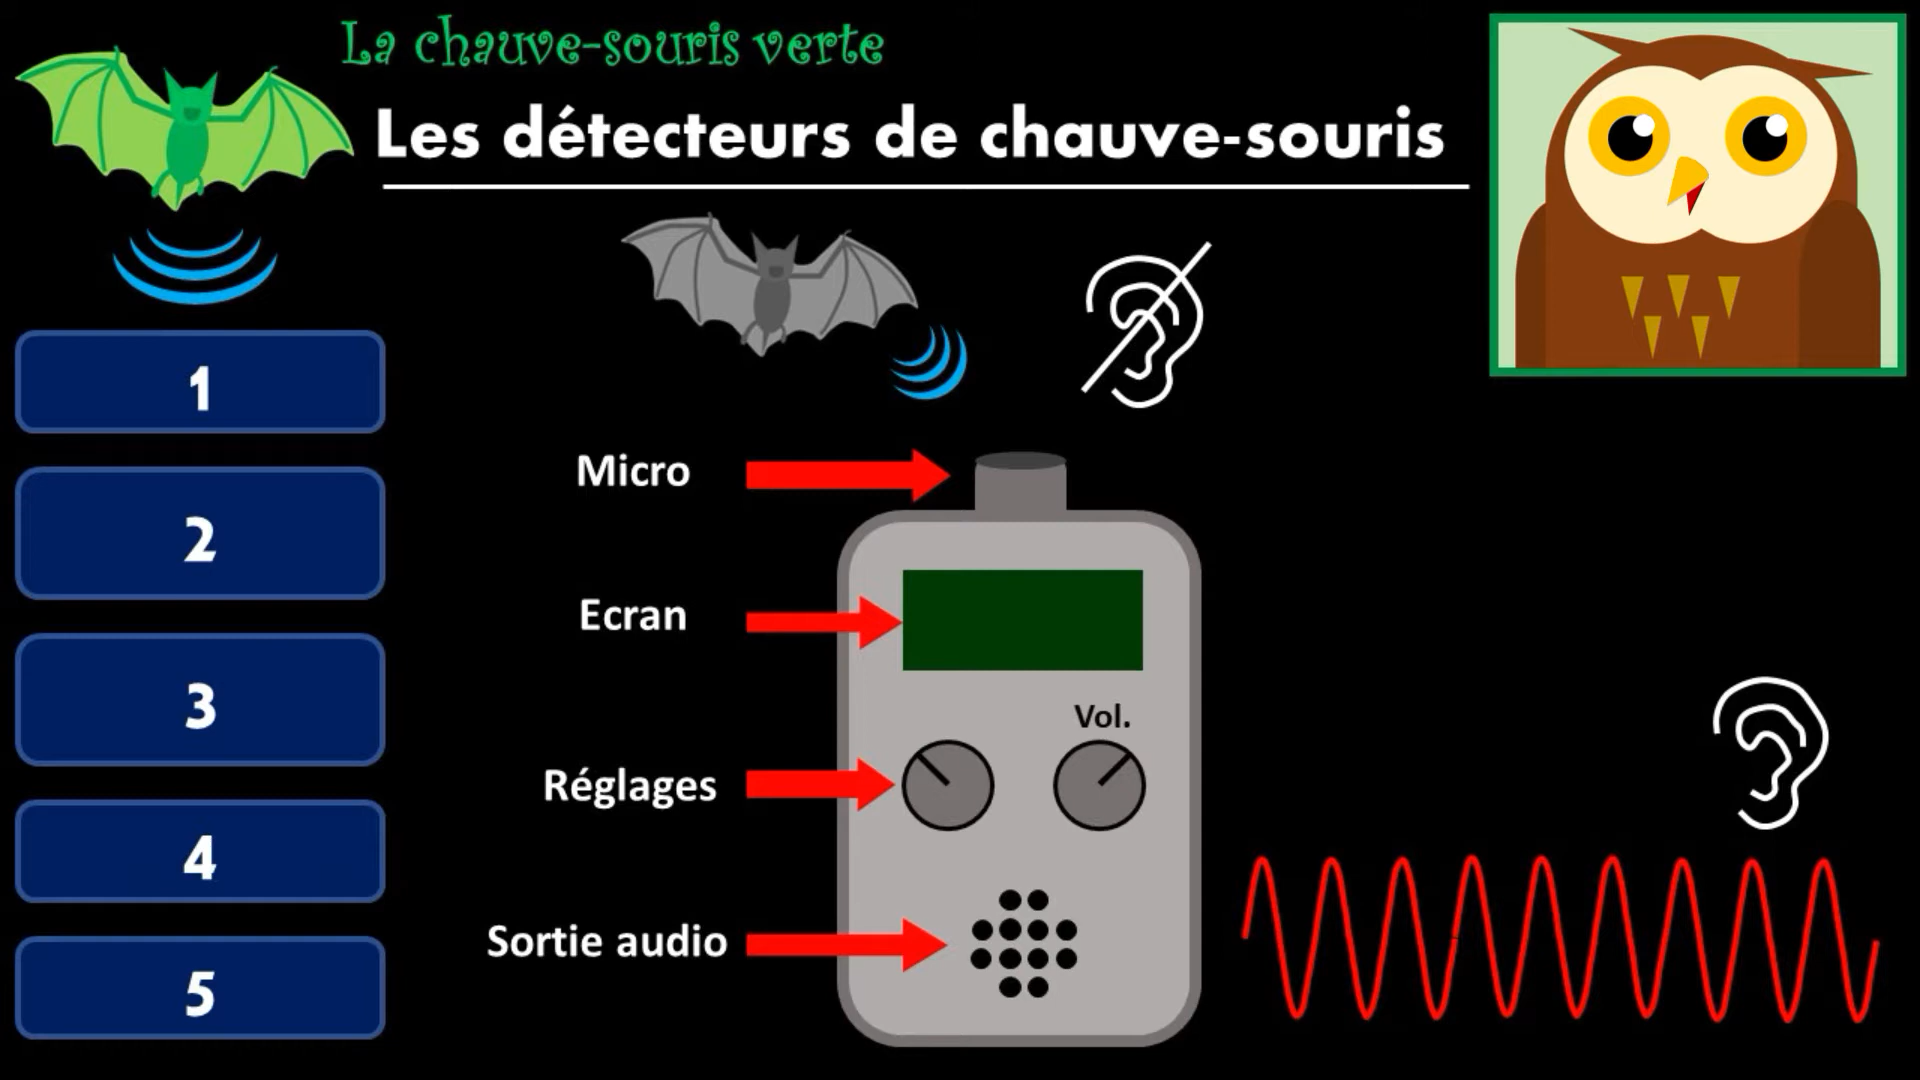 La chauve-souris verte
Les détecteurs de chauve-souris
1
2
3
4
5
Micro
Ecran
Vol.
Réglages
Sortie audio